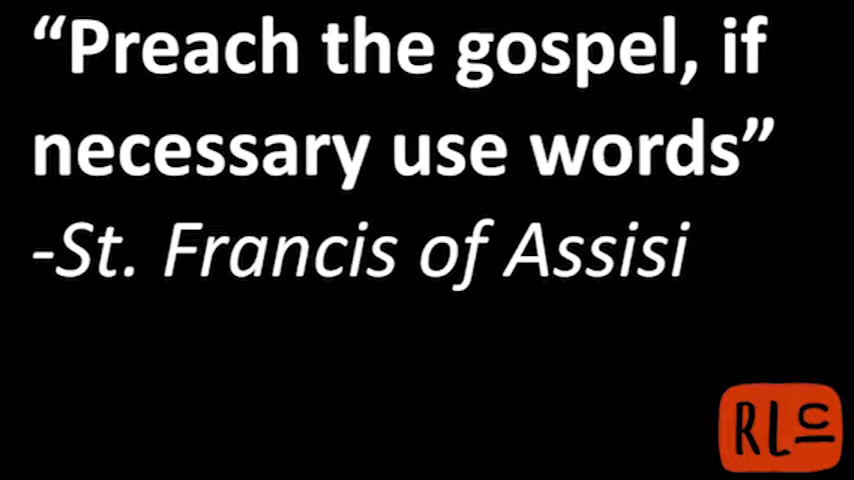 “Preach the gospel, if
necessary use words”
-St. Francis of Assisi
RLC